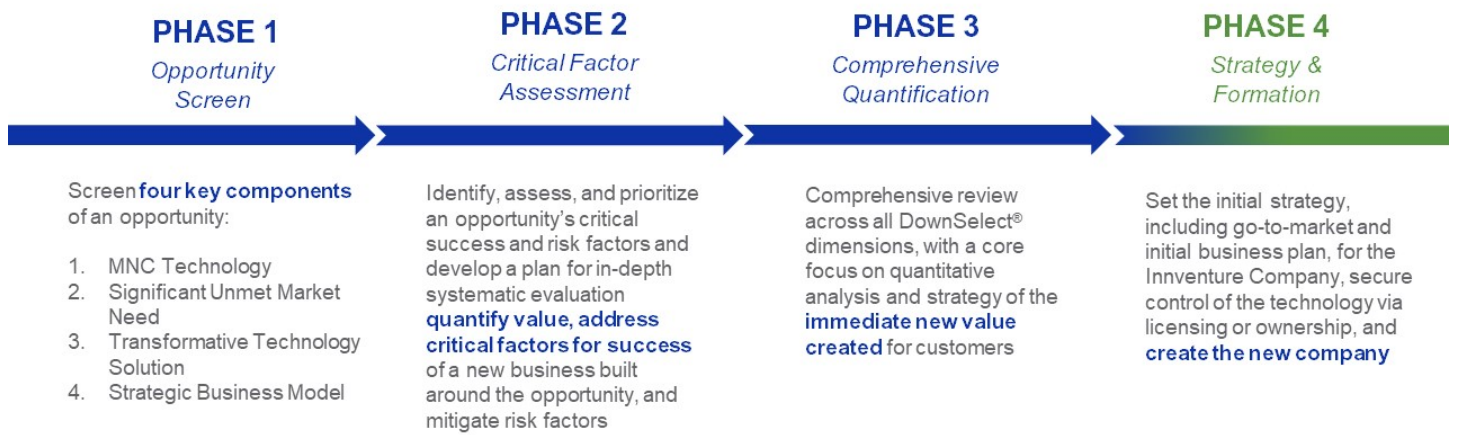 PHASE 1
Opportunity
Screen
Screen four key components
of an opportunity:
1. MNC Technology
2. Significant Unmet Market
Need
3. Transformative Technology
Solution
4. Strategic Business Model
PHASE 2
Critical Factor
Assessment
Identify, assess, and prioritize
an opportunity's critical
success and risk factors and
develop a plan for in-depth
systematic evaluation
quantify value, address
critical factors for success
of a new business built
around the opportunity, and
mitigate risk factors
PHASE 3
Comprehensive
Quantification
Comprehensive review
across all DownSelect®
dimensions, with a core
focus on quantitative
analysis and strategy of the
immediate new value
created for customers
PHASE 4
Strategy &
Formation
Set the initial strategy,
including go-to-market and
initial business plan, for the
Innventure Company, secure
control of the technology via
licensing or ownership, and
create the new company